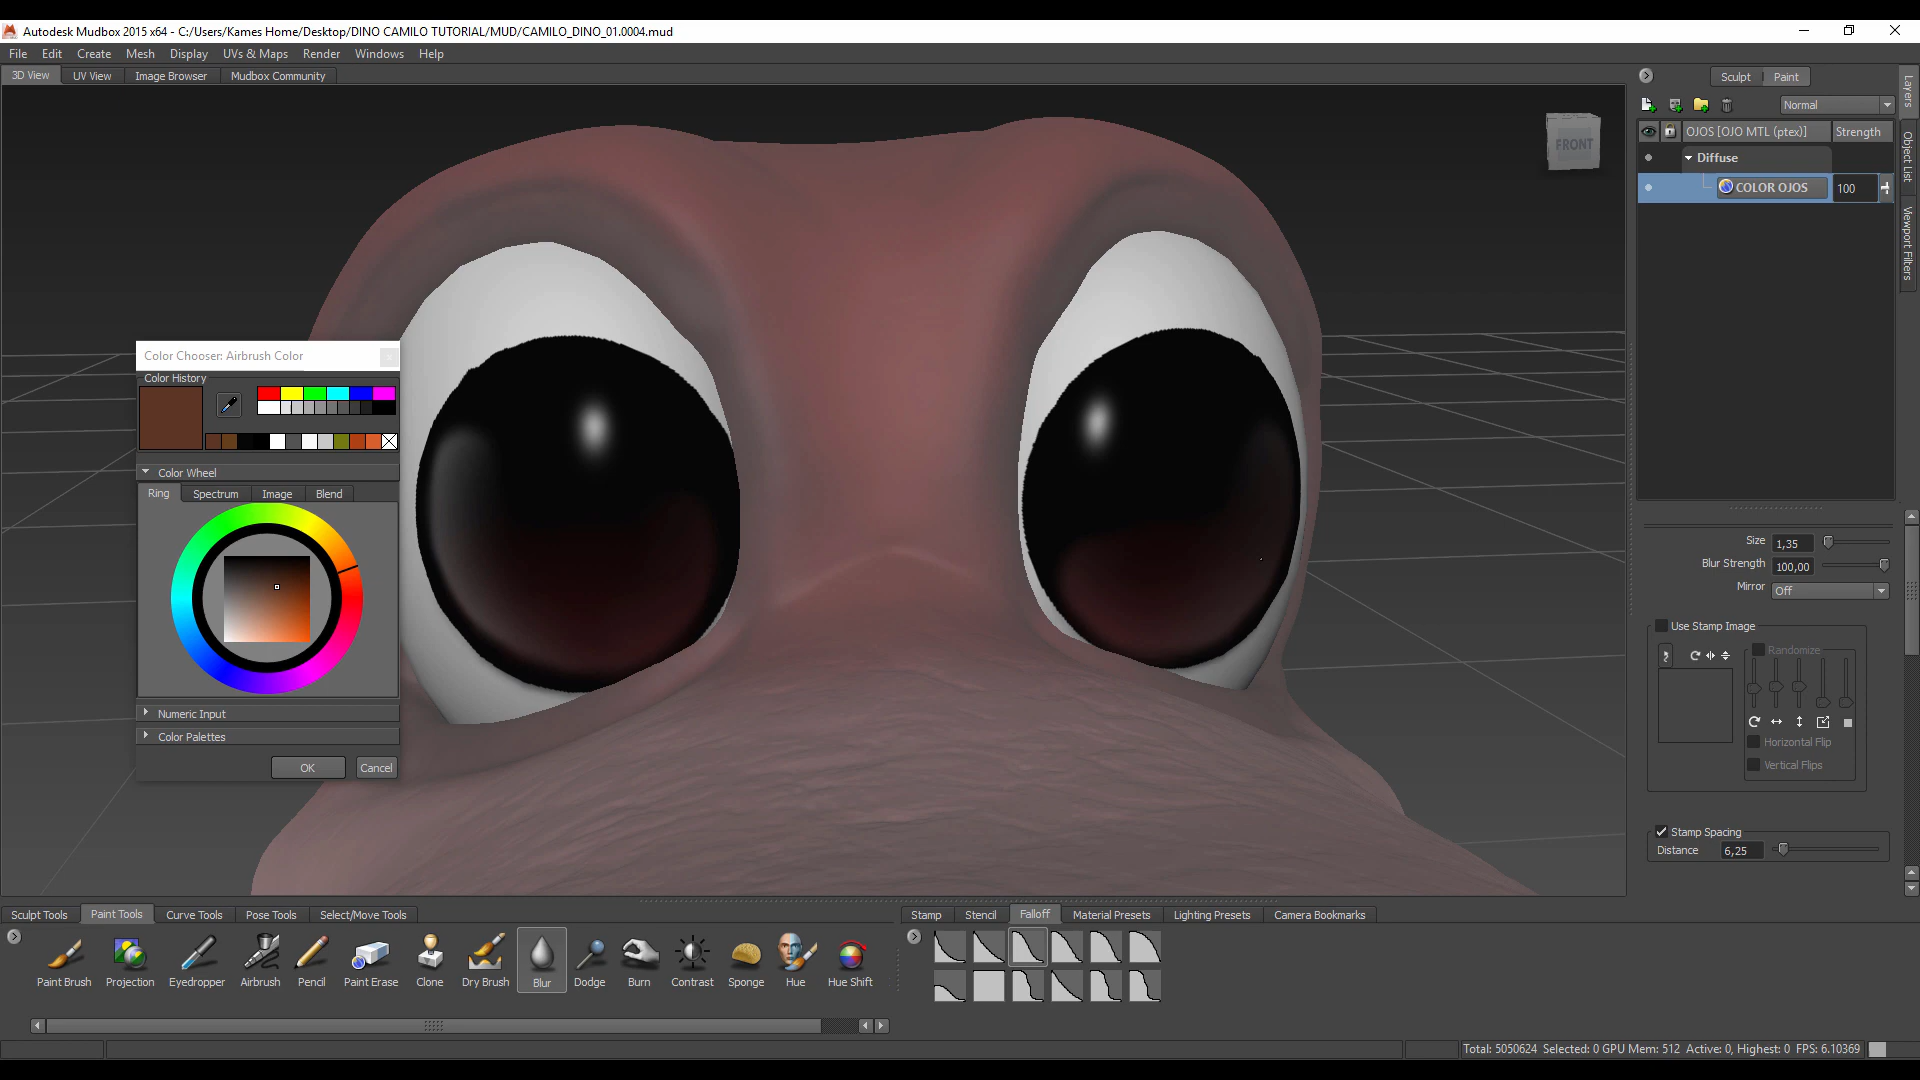 Autodesk Mudbox 2015 x64 - C:/Users/Kames Home/Desktop/DINO CAMILO TUTORIAL/MUD/CAMILO_DINO_01.0004.mud
File Edit Create Mesh Display UVs & Maps Render Windows Help
3D View UV View Image Browser Mudbox Community
Sculpt Paint
Normal
OJOS [OJO MTL (ptex)] Strength
Diffuse
COLOR OJOS 100
Layers
Object List
Viewport Filters
FRONT
Color Chooser: Airbrush Color
Color History
Color Wheel
Ring Spectrum Image Blend
Numeric Input
Color Palettes
OK Cancel
Size 1,35
Blur Strength 100,00
Mirror Off
Use Stamp Image
Randomize
Horizontal Flip
Vertical Flips
Stamp Spacing
Distance 6,25
Sculpt Tools Paint Tools Curve Tools Pose Tools Select/Move Tools
Paint Brush Projection Eyedropper Airbrush Pencil Paint Erase Clone Dry Brush Blur Dodge Burn Contrast Sponge Hue Hue Shift
Stamp Stencil Falloff Material Presets Lighting Presets Camera Bookmarks
Total: 5050624 Selected: 0 GPU Mem: 512 Active: 0, Highest: 0 FPS: 6.10369